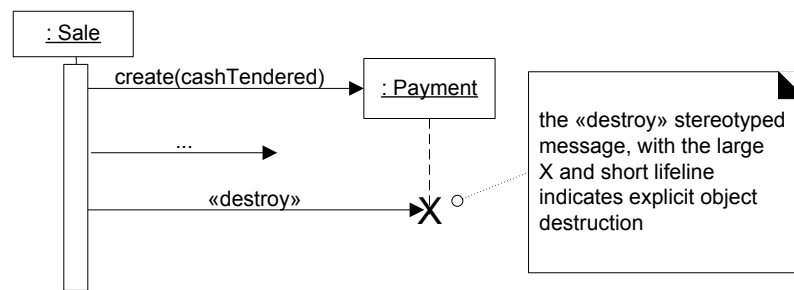 : Sale
create(cashTendered)
: Payment
...
«destroy»
X
the «destroy» stereotyped
message, with the large
X and short lifeline
indicates explicit object
destruction